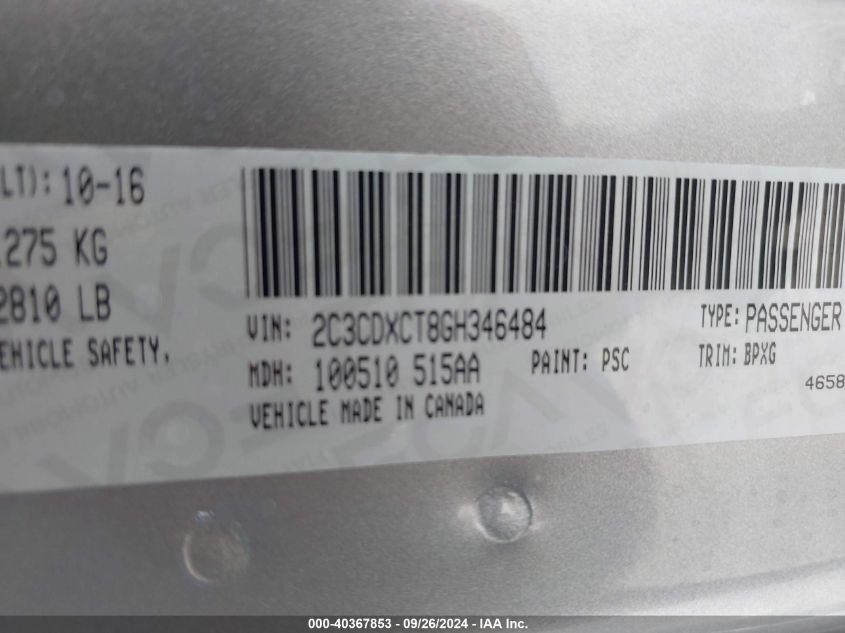 LT): 10-16
275 KG
2810 LB
EHICLE SAFETY.
VIN: 2C3CDXCT8GH346484
TYPE: PASSENGER
MDH: 100510 515AA
PAINT: PSC
TRIM: BPXG
VEHICLE MADE IN CANADA
4658
000-40367853 - 09/26/2024 - IAA Inc.